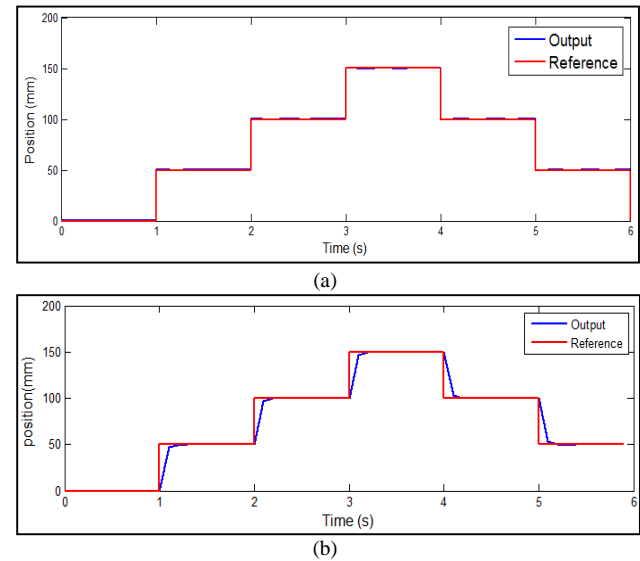 200
150
100
50
0
Position (mm)
Output
Reference
0 1 2 3 4 5 6
Time (s)
(a)
200
150
100
50
0
position(mm)
Output
Reference
0 1 2 3 4 5 6
Time (s)
(b)